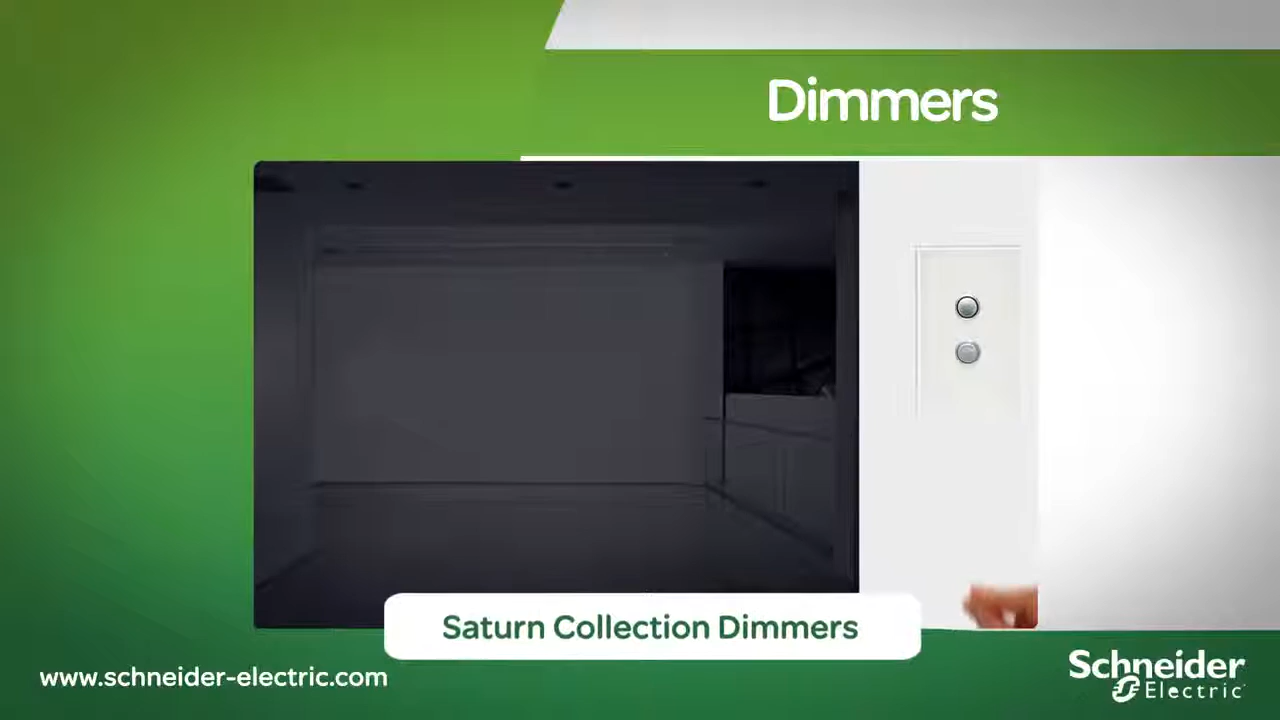 Dimmers
Saturn Collection Dimmers
www.schneider-electric.com
Schneider
Electric